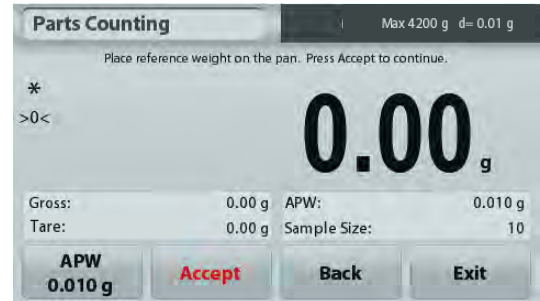 Parts Counting
Max 4200 g d= 0.01 g
Place reference weight on the pan. Press Accept to continue.
*
>0<
0.00 g
Gross: 0.00 g APW: 0.010 g
Tare: 0.00 g Sample Size: 10
APW Accept Back Exit
0.010 g